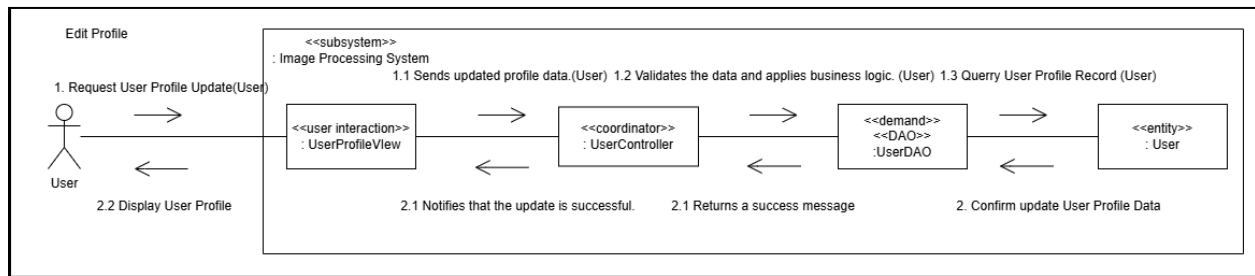 Edit Profile
<<subsystem>>
: Image Processing System
1. Request User Profile Update(User)
1.1 Sends updated profile data.(User)
1.2 Validates the data and applies business logic. (User)
1.3 Querry User Profile Record (User)
<<user interaction>>
: UserProfileVIew
<<coordinator>>
: UserController
<<demand>>
<<DAO>>
:UserDAO
<<entity>>
: User
User
2.2 Display User Profile
2.1 Notifies that the update is successful.
2.1 Returns a success message
2. Confirm update User Profile Data